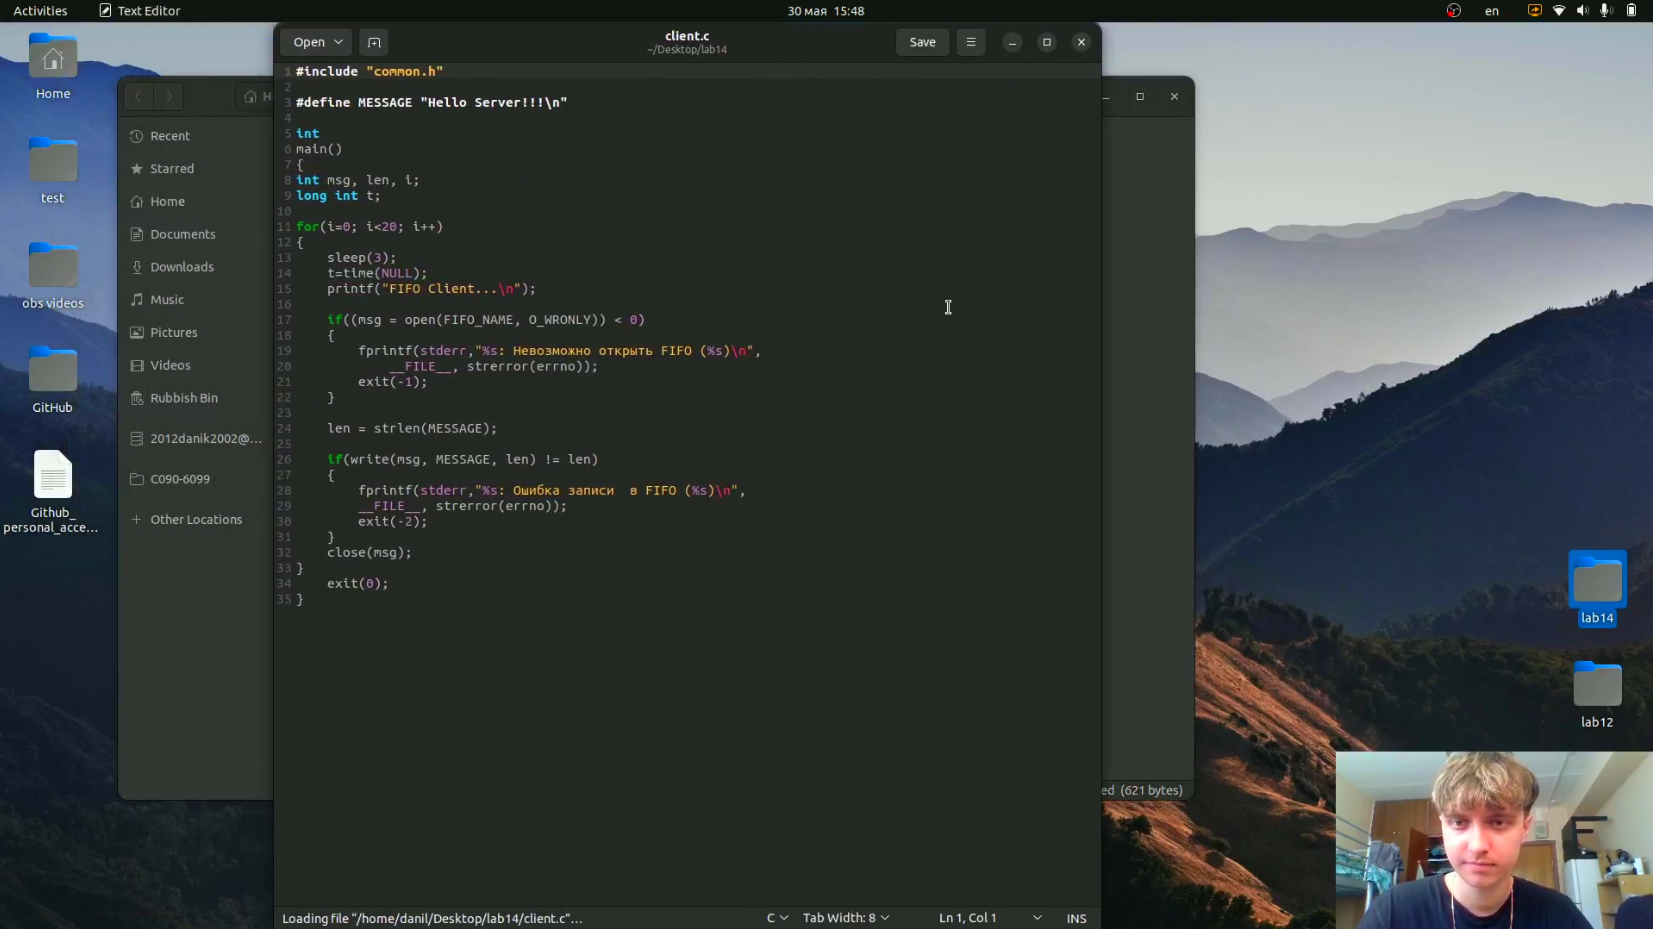 Activities
Text Editor
30 мая 15:48
en
Open
client.c
~/Desktop/lab14
Save
Home
test
obs videos
GitHub
Github_
personal_acce...
Recent
Starred
Home
Documents
Downloads
Music
Pictures
Videos
Rubbish Bin
2012danik2002@...
C090-6099
+ Other Locations
1 #include "common.h"
2
3 #define MESSAGE "Hello Server!!!\n"
4
5 int
6 main()
7 {
8 int msg, len, i;
9 long int t;
10
11 for(i=0; i<20; i++)
12 {
13 sleep(3);
14 t=time(NULL);
15 printf("FIFO Client...\n");
16
17 if((msg = open(FIFO_NAME, O_WRONLY)) < 0)
18 {
19 fprintf(stderr,"%s: Невозможно открыть FIFO (%s)\n",
20 __FILE__, strerror(errno));
21 exit(-1);
22 }
23
24 len = strlen(MESSAGE);
25
26 if(write(msg, MESSAGE, len) != len)
27 {
28 fprintf(stderr,"%s: Ошибка записи  в FIFO (%s)\n",
29 __FILE__, strerror(errno));
30 exit(-2);
31 }
32 close(msg);
33 }
34 exit(0);
35 }
ed (621 bytes)
lab14
lab12
Loading file “/home/danil/Desktop/lab14/client.c”…
C
Tab Width: 8
Ln 1, Col 1
INS